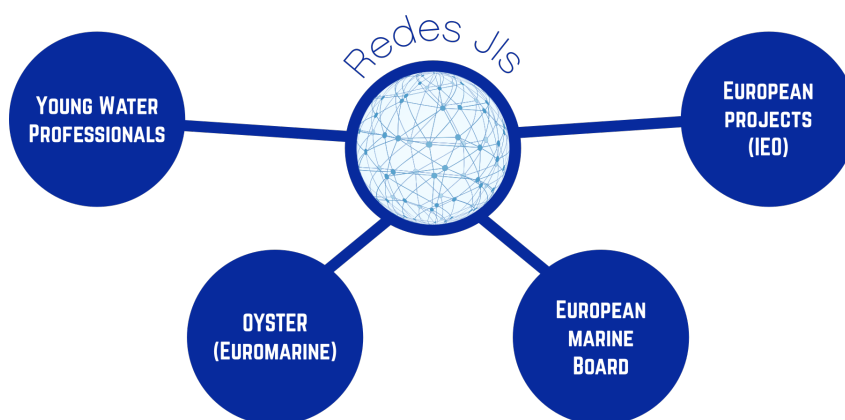 Redes JIs
YOUNG WATER
PROFESSIONALS
EUROPEAN
PROJECTS
(IEO)
OYSTER
(EUROMARINE)
EUROPEAN
MARINE
BOARD